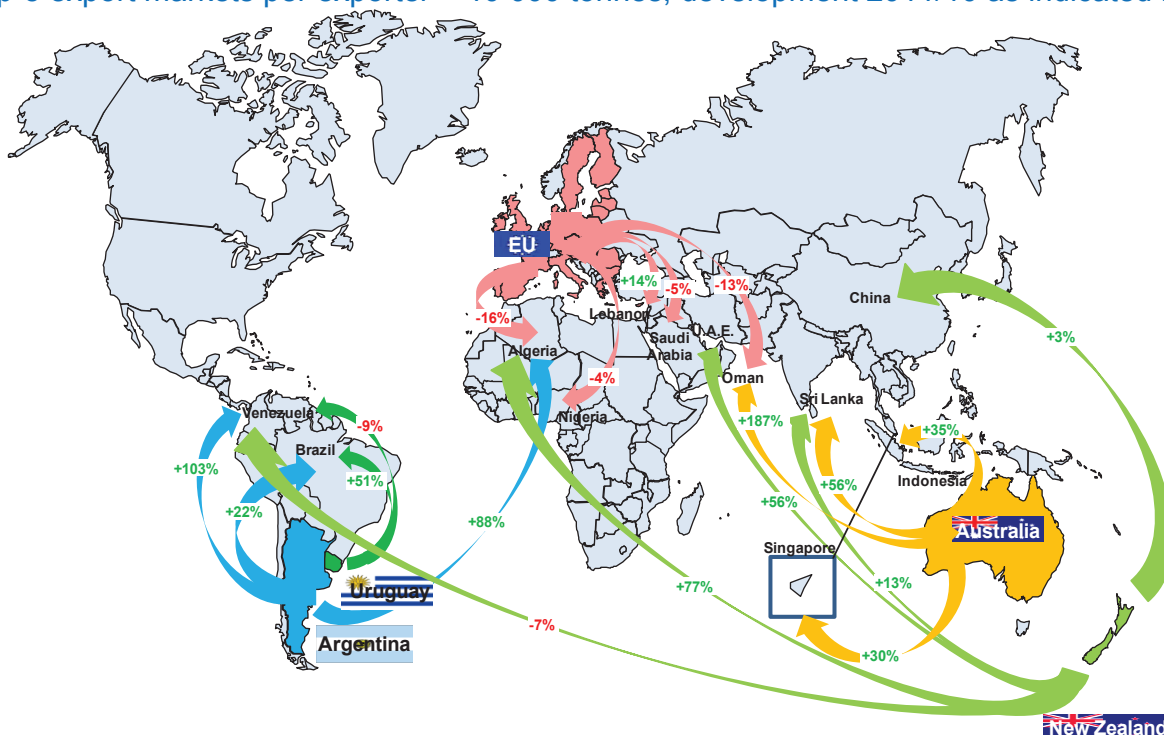 export markets per exporter
10 000 tonnes, development
as indicated
EU
+14%
-5%
-13%
-16%
Lebanon
Saudi
Arabia
U.A.E.
China
+3%
Algeria
-4%
Oman
Nigeria
Sri Lanka
+187%
+35%
Venezuela
-9%
Brazil
+103%
+51%
+22%
+88%
+56%
+56%
Indonesia
Australia
Singapore
+13%
+77%
Uruguay
Argentina
-7%
+30%
New Zealand